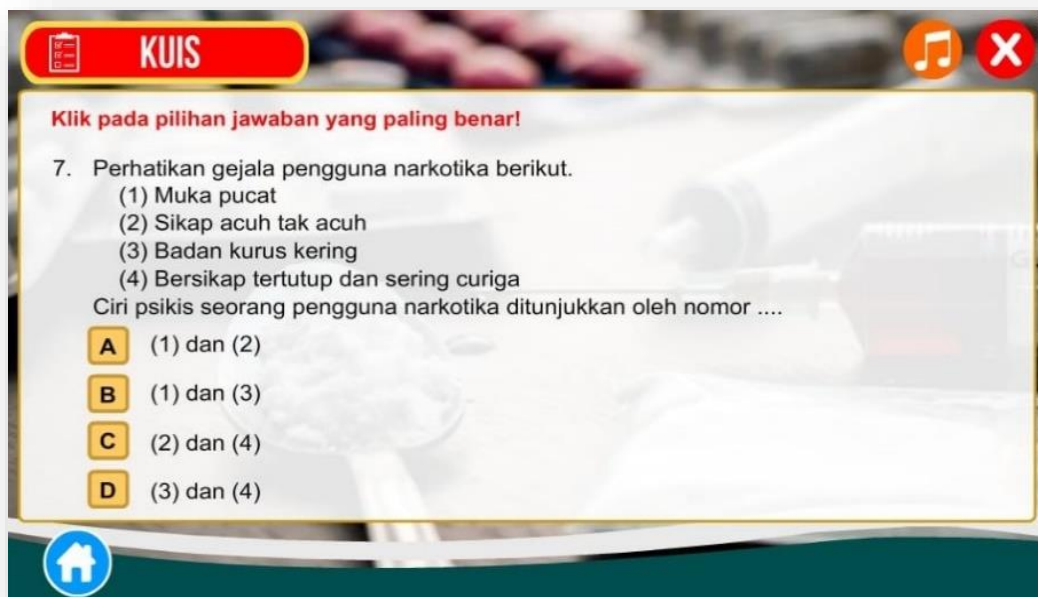 KUIS
Klik pada pilihan jawaban yang paling benar!
7. Perhatikan gejala pengguna narkotika berikut.
(1) Muka pucat
(2) Sikap acuh tak acuh
(3) Badan kurus kering
(4) Bersikap tertutup dan sering curiga
Ciri psikis seorang pengguna narkotika ditunjukkan oleh nomor ....
A (1) dan (2)
B (1) dan (3)
C (2) dan (4)
D (3) dan (4)